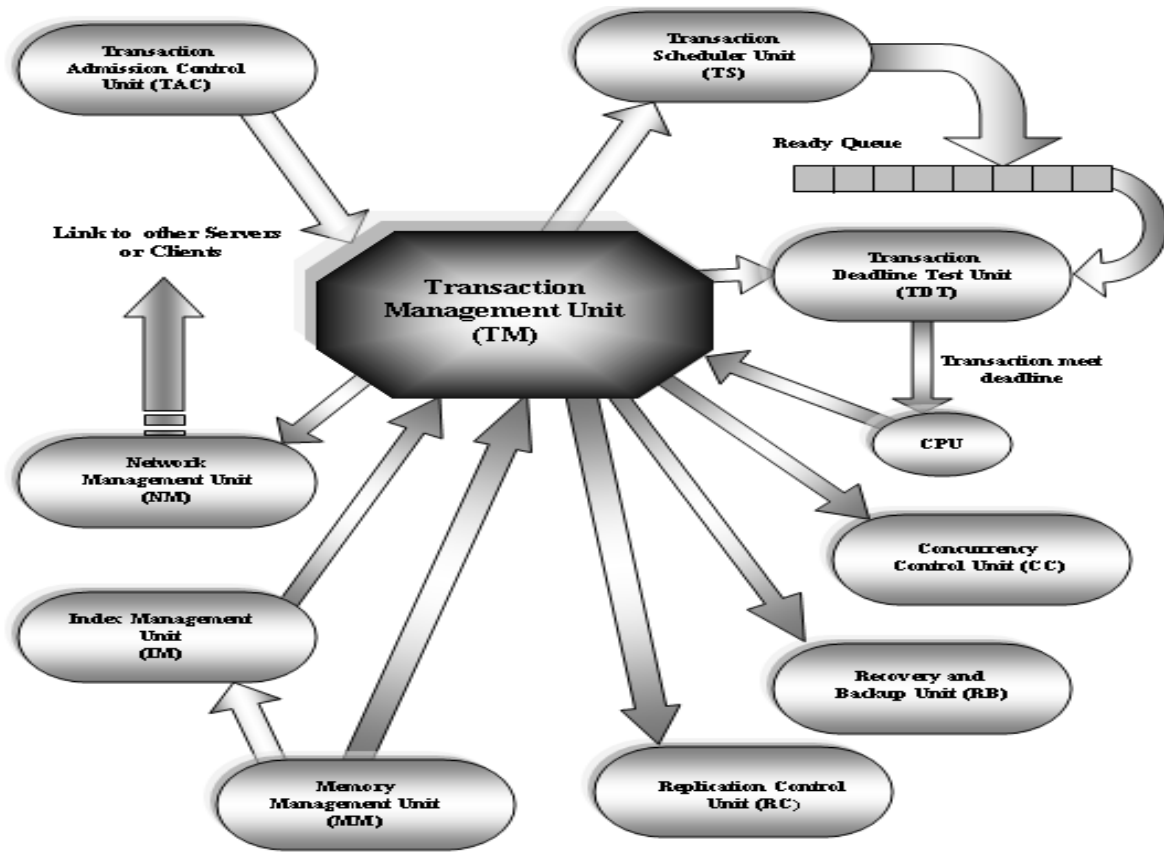 Transaction
Admission Control
Unit (TAC)
Transaction
Scheduler Unit
(TS)
Ready Queue
Link to other Servers
or Clients
Transaction
Management Unit
(TM)
Transaction
Deadline Test Unit
(TDT)
Transaction meet
deadline
CPU
Network
Management Unit
(NM)
Concurrency
Control Unit (CC)
Index Management
Unit
(IM)
Recovery and
Backup Unit (RB)
Memory
Management Unit
(MM)
Replication Control
Unit (RC)